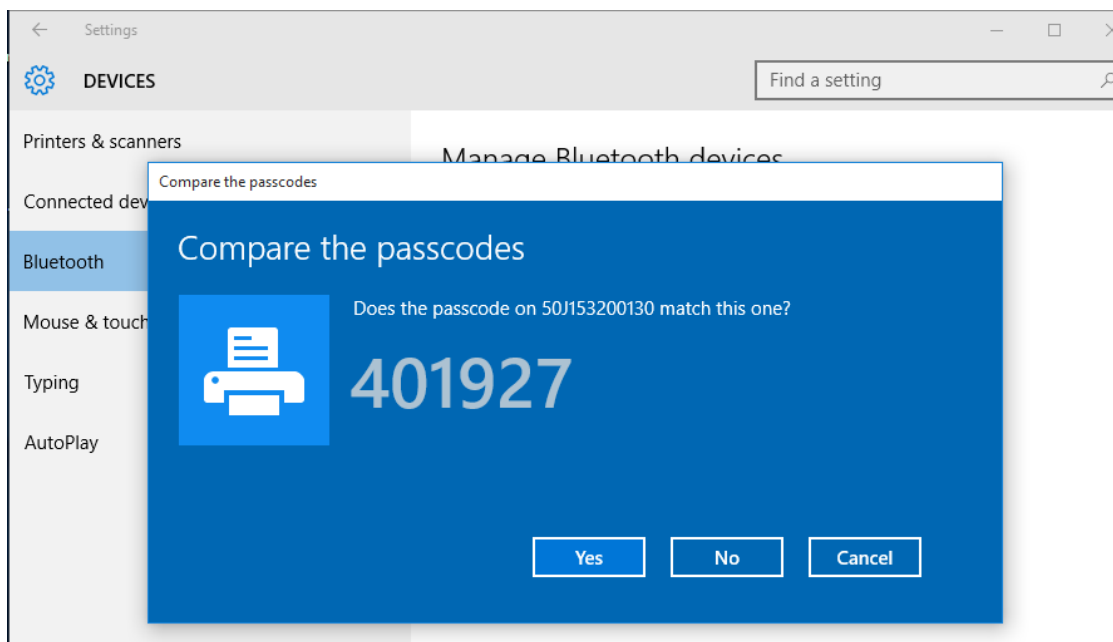 Settings
DEVICES
Find a setting
Printers & scanners
Manage Bluetooth devices
Compare the passcodes
Connected dev
Compare the passcodes
Bluetooth
Does the passcode on 50J153200130 match this one?
Mouse & touch
401927
Typing
AutoPlay
Yes No Cancel